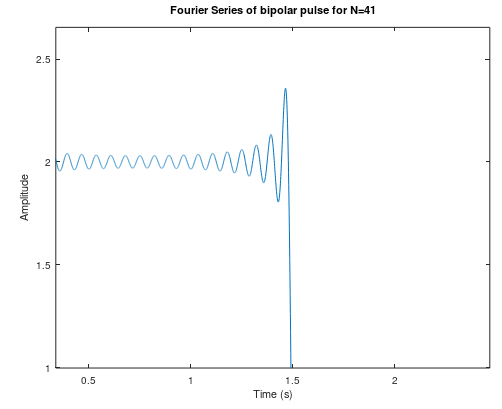 Fourier Series of bipolar pulse for N=41
2.5
2
1.5
1
Amplitude
0.5 1 1.5 2
Time (s)